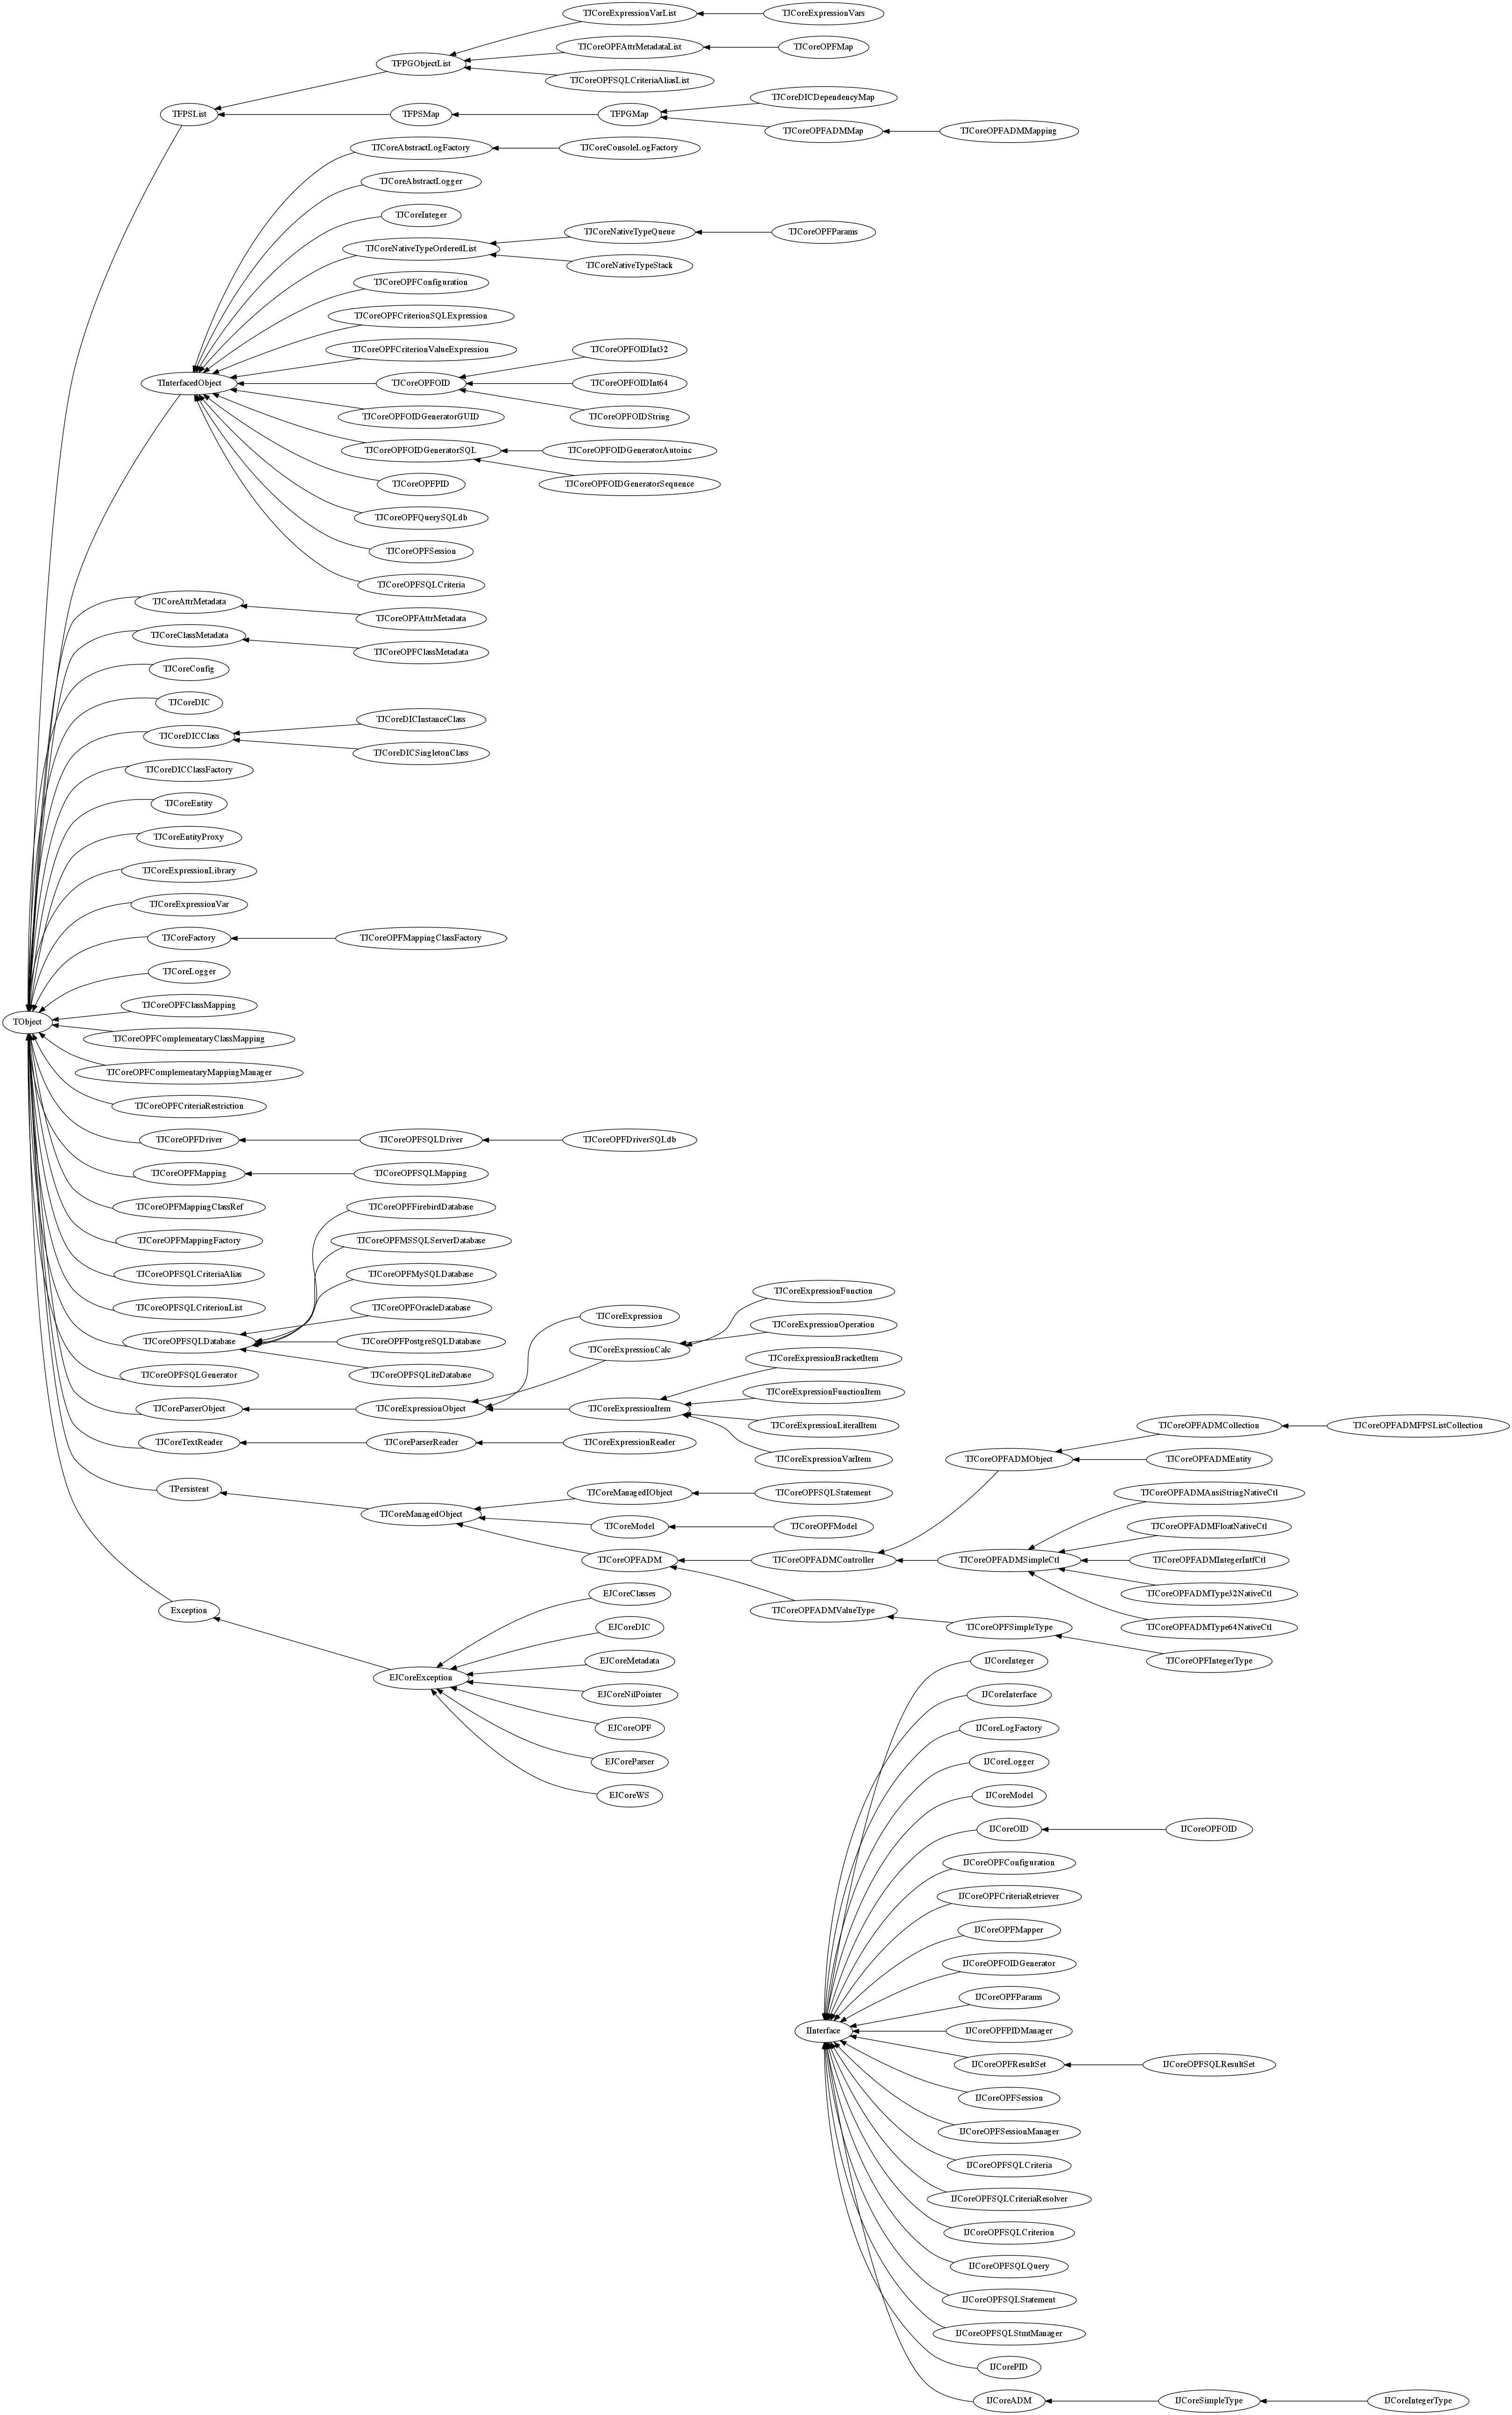 TJCoreExpressionVarList
TJCoreExpressionVars
TJCoreOPFAttrMetadataList
TJCoreOPFMap
TFPGObjectList
TJCoreOPFSQLCriteriaAliasList
TJCoreDICDependencyMap
TFPSList
TFPSMap
TFPGMap
TJCoreOPFADMMap
TJCoreOPFADMMapping
TJCoreAbstractLogFactory
TJCoreConsoleLogFactory
TJCoreAbstractLogger
TJCoreInteger
TJCoreNativeTypeQueue
TJCoreOPFParams
TJCoreNativeTypeOrderedList
TJCoreNativeTypeStack
TJCoreOPFConfiguration
TJCoreOPFCriterionSQLExpression
TJCoreOPFCriterionValueExpression
TJCoreOPFOIDInt32
TInterfacedObject
TJCoreOPFOID
TJCoreOPFOIDInt64
TJCoreOPFOIDGeneratorGUID
TJCoreOPFOIDString
TJCoreOPFOIDGeneratorSQL
TJCoreOPFOIDGeneratorAutoinc
TJCoreOPFPID
TJCoreOPFOIDGeneratorSequence
TJCoreOPFQuerySQLdb
TJCoreOPFSession
TJCoreOPFSQLCriteria
TJCoreAttrMetadata
TJCoreOPFAttrMetadata
TJCoreClassMetadata
TJCoreOPFClassMetadata
TJCoreConfig
TJCoreDIC
TJCoreDICInstanceClass
TJCoreDICClass
TJCoreDICSingletonClass
TJCoreDICClassFactory
TJCoreEntity
TJCoreEntityProxy
TJCoreExpressionLibrary
TJCoreExpressionVar
TJCoreFactory
TJCoreOPFMappingClassFactory
TJCoreLogger
TJCoreOPFClassMapping
TObject
TJCoreOPFComplementaryClassMapping
TJCoreOPFComplementaryMappingManager
TJCoreOPFCriteriaRestriction
TJCoreOPFDriver
TJCoreOPFSQLDriver
TJCoreOPFDriverSQLdb
TJCoreOPFMapping
TJCoreOPFSQLMapping
TJCoreOPFMappingClassRef
TJCoreOPFFirebirdDatabase
TJCoreOPFMappingFactory
TJCoreOPFMSSQLServerDatabase
TJCoreOPFSQLCriteriaAlias
TJCoreOPFMySQLDatabase
TJCoreExpressionFunction
TJCoreOPFSQLCriterionList
TJCoreOPFOracleDatabase
TJCoreExpression
TJCoreExpressionOperation
TJCoreOPFSQLDatabase
TJCoreOPFPostgreSQLDatabase
TJCoreExpressionCalc
TJCoreExpressionBracketItem
TJCoreOPFSQLGenerator
TJCoreOPFSQLiteDatabase
TJCoreExpressionFunctionItem
TJCoreParserObject
TJCoreExpressionObject
TJCoreExpressionItem
TJCoreExpressionLiteralItem
TJCoreOPFADMCollection
TJCoreOPFADMFPSListCollection
TJCoreTextReader
TJCoreParserReader
TJCoreExpressionReader
TJCoreExpressionVarItem
TJCoreOPFADMObject
TJCoreOPFADMEntity
TPersistent
TJCoreManagedIObject
TJCoreOPFSQLStatement
TJCoreOPFADMAnsiStringNativeCtl
TJCoreManagedObject
TJCoreModel
TJCoreOPFModel
TJCoreOPFADMFloatNativeCtl
TJCoreOPFADM
TJCoreOPFADMController
TJCoreOPFADMSimpleCtl
TJCoreOPFADMIntegerIntfCtl
EJCoreClasses
TJCoreOPFADMType32NativeCtl
Exception
TJCoreOPFADMValueType
EJCoreDIC
TJCoreOPFSimpleType
TJCoreOPFADMType64NativeCtl
EJCoreMetadata
IJCoreInteger
TJCoreOPFIntegerType
EJCoreException
EJCoreNilPointer
IJCoreInterface
EJCoreOPF
IJCoreLogFactory
EJCoreParser
IJCoreLogger
EJCoreWS
IJCoreModel
IJCoreOID
IJCoreOPFOID
IJCoreOPFConfiguration
IJCoreOPFCriteriaRetriever
IJCoreOPFMapper
IJCoreOPFOIDGenerator
IJCoreOPFParams
IInterface
IJCoreOPFPIDManager
IJCoreOPFResultSet
IJCoreOPFSQLResultSet
IJCoreOPFSession
IJCoreOPFSessionManager
IJCoreOPFSQLCriteria
IJCoreOPFSQLCriteriaResolver
IJCoreOPFSQLCriterion
IJCoreOPFSQLQuery
IJCoreOPFSQLStatement
IJCoreOPFSQLStmtManager
IJCorePID
IJCoreADM
IJCoreSimpleType
IJCoreIntegerType